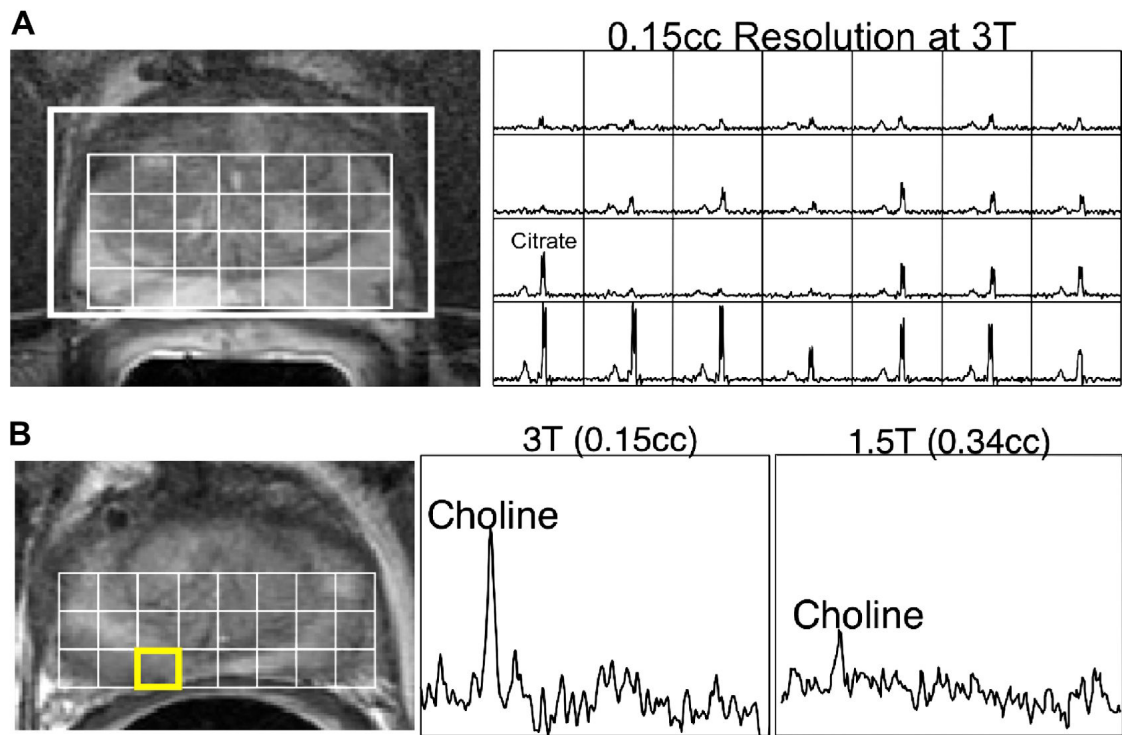 A
0.15cc Resolution at 3T
Citrate
B
3T (0.15cc)
1.5T (0.34cc)
Choline
Choline